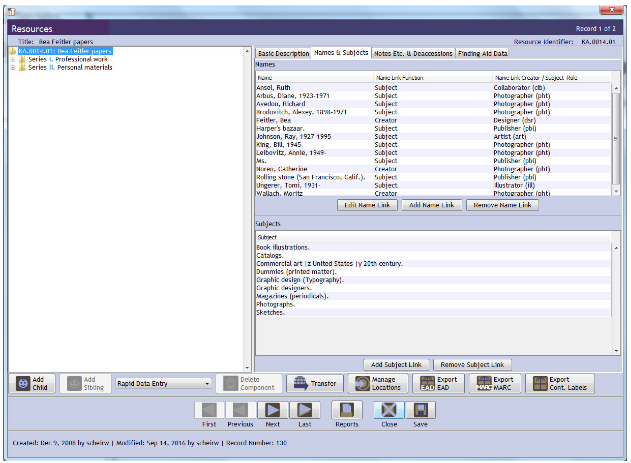 Resources Record 1 of 2
Title: Bea Feitler papers Resource Identifier: KA.0014.01
KA.0014.01: Bea Feitler papers
Series I. Professional work
Series II. Personal materials
Basic Description Names & Subjects Notes Etc. & Deaccessions Finding Aid Data
Names
Name Name Link Function Name Link Creator / Subject Role
Ansel, Ruth Subject Collaborator (clb)
Arbus, Diane, 1923-1971 Subject Photographer (pht)
Avedon, Richard Subject Photographer (pht)
Brodovitch, Alexey, 1898-1971 Subject Photographer (pht)
Feitler, Bea Creator Designer (dsr)
Harper's bazaar. Subject Publisher (pbl)
Johnson, Ray, 1927-1995 Subject Artist (art)
King, Bill, 1945- Subject Photographer (pht)
Leibovitz, Annie, 1949- Subject Photographer (pht)
Ms. Subject Publisher (pbl)
Noren, Catherine Creator Photographer (pht)
Rolling stone (San Francisco, Calif.). Subject Publisher (pbl)
Ungerer, Tomi, 1931- Subject Illustrator (ill)
Wallach, Moritz Creator Photographer (pht)
Edit Name Link Add Name Link Remove Name Link
Subjects
Subject
Book illustrations.
Catalogs.
Commercial art |z United States |y 20th century.
Dummies (printed matter).
Graphic design (Typography).
Graphic designers.
Magazines (periodicals).
Photographs.
Sketches.
Add Subject Link Remove Subject Link
Add Child Add Sibling Rapid Data Entry Delete Component Transfer Manage Locations EAD Export EAD MARC Export MARC Export Cont. Labels
First Previous Next Last Reports Close Save
Created: Dec 9, 2008 by scheirw | Modified: Sep 14, 2016 by scheirw | Record Number: 130